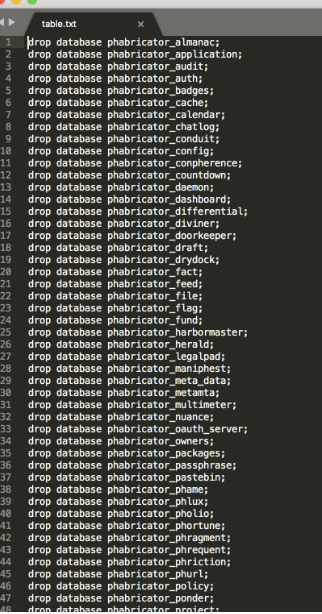 table.txt ×
1 drop database phabricator_almanac;
2 drop database phabricator_application;
3 drop database phabricator_audit;
4 drop database phabricator_auth;
5 drop database phabricator_badges;
6 drop database phabricator_cache;
7 drop database phabricator_calendar;
8 drop database phabricator_chatlog;
9 drop database phabricator_conduit;
10 drop database phabricator_config;
11 drop database phabricator_conpherence;
12 drop database phabricator_countdown;
13 drop database phabricator_daemon;
14 drop database phabricator_dashboard;
15 drop database phabricator_differential;
16 drop database phabricator_diviner;
17 drop database phabricator_doorkeeper;
18 drop database phabricator_draft;
19 drop database phabricator_drydock;
20 drop database phabricator_fact;
21 drop database phabricator_feed;
22 drop database phabricator_file;
23 drop database phabricator_flag;
24 drop database phabricator_fund;
25 drop database phabricator_harbormaster;
26 drop database phabricator_herald;
27 drop database phabricator_legalpad;
28 drop database phabricator_maniphest;
29 drop database phabricator_meta_data;
30 drop database phabricator_metamta;
31 drop database phabricator_multimeter;
32 drop database phabricator_nuance;
33 drop database phabricator_oauth_server;
34 drop database phabricator_owners;
35 drop database phabricator_packages;
36 drop database phabricator_passphrase;
37 drop database phabricator_pastebin;
38 drop database phabricator_phame;
39 drop database phabricator_phlux;
40 drop database phabricator_pholio;
41 drop database phabricator_phortune;
42 drop database phabricator_phragment;
43 drop database phabricator_phrequent;
44 drop database phabricator_phriction;
45 drop database phabricator_phurl;
46 drop database phabricator_policy;
47 drop database phabricator_ponder;
48 drop database phabricator_project;